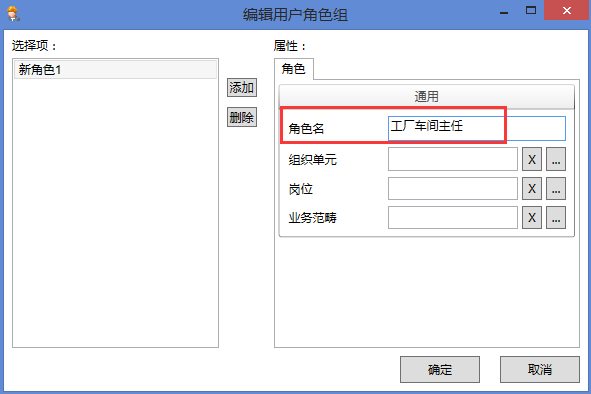 编辑用户角色组
选择项：
新角色1
添加
删除
属性：
角色
通用
角色名 工厂车间主任
组织单元 X ...
岗位 X ...
业务范畴 X ...
确定 取消